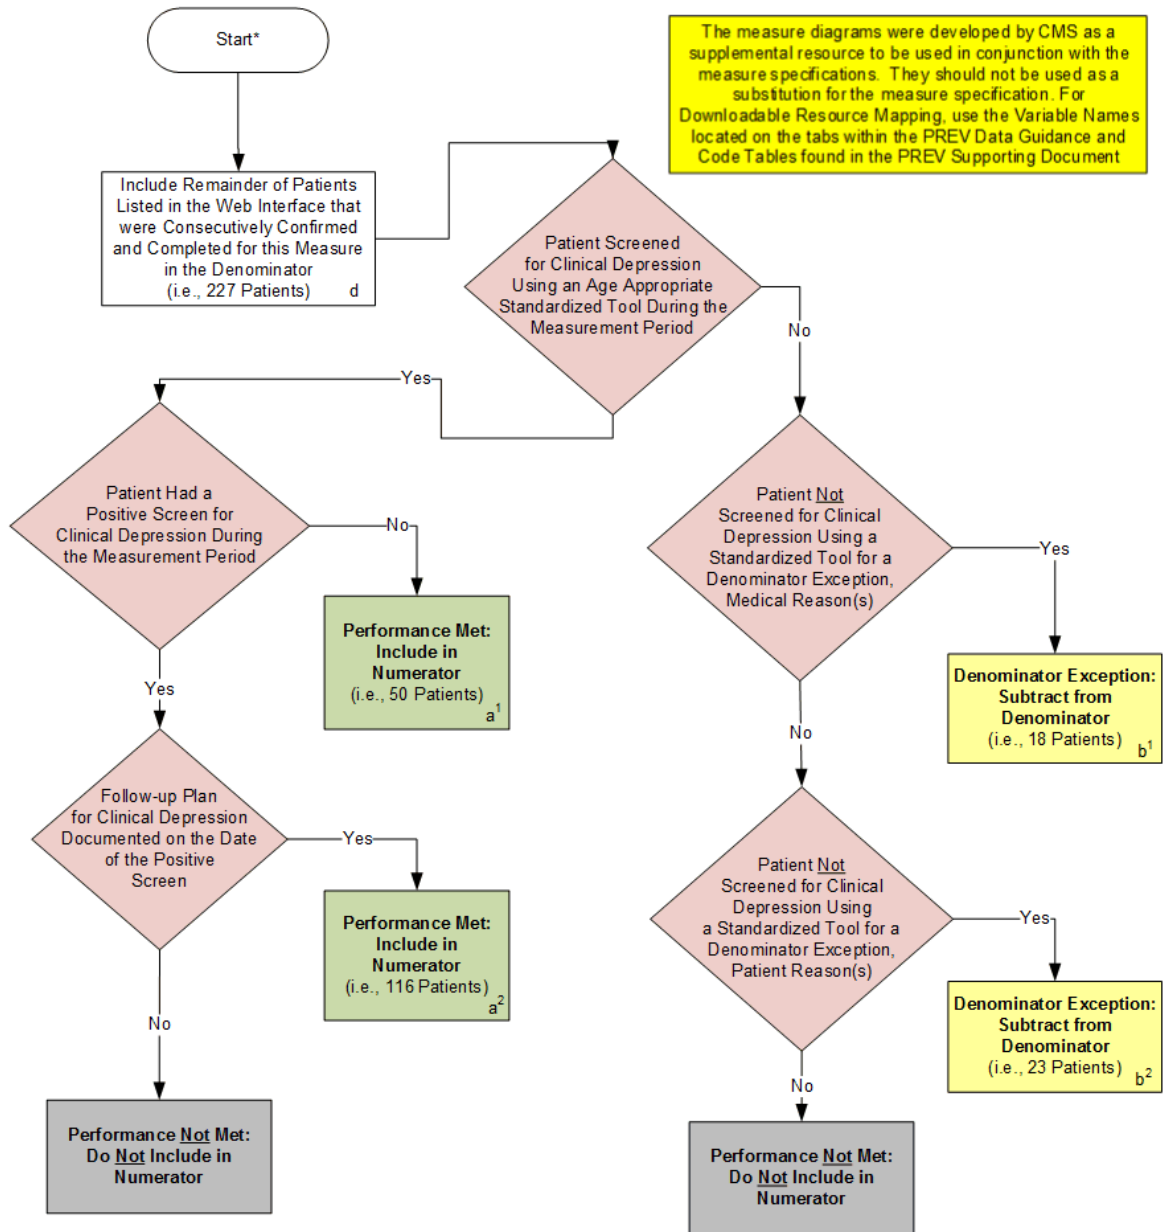 Start*
The measure diagrams were developed by CMS as a
supplemental resource to be used in conjunction with the
measure specifications. They should not be used as a
substitution for the measure specification. For
Downloadable Resource Mapping, use the Variable Names
located on the tabs within the PREV Data Guidance and
Code Tables found in the PREV Supporting Document
Include Remainder of Patients
Listed in the Web Interface that
were Consecutively Confirmed
and Completed for this Measure
in the Denominator
(i.e., 227 Patients) d
Patient Screened
for Clinical Depression
Using an Age Appropriate
Standardized Tool During the
Measurement Period
No
Yes
Patient Had a
Positive Screen for
Clinical Depression During
the Measurement Period
No
Performance Met:
Include in
Numerator
(i.e., 50 Patients)
a¹
Yes
Follow-up Plan
for Clinical Depression
Documented on the Date
of the Positive
Screen
Yes
Performance Met:
Include in
Numerator
(i.e., 116 Patients)
a²
No
Performance Not Met:
Do Not Include in
Numerator
Patient Not
Screened for Clinical
Depression Using a
Standardized Tool for a
Denominator Exception,
Medical Reason(s)
Yes
Denominator Exception:
Subtract from
Denominator
(i.e., 18 Patients)
b¹
No
Patient Not
Screened for Clinical
Depression Using
a Standardized Tool for a
Denominator Exception,
Patient Reason(s)
Yes
Denominator Exception:
Subtract from
Denominator
(i.e., 23 Patients)
b²
No
Performance Not Met:
Do Not Include in
Numerator